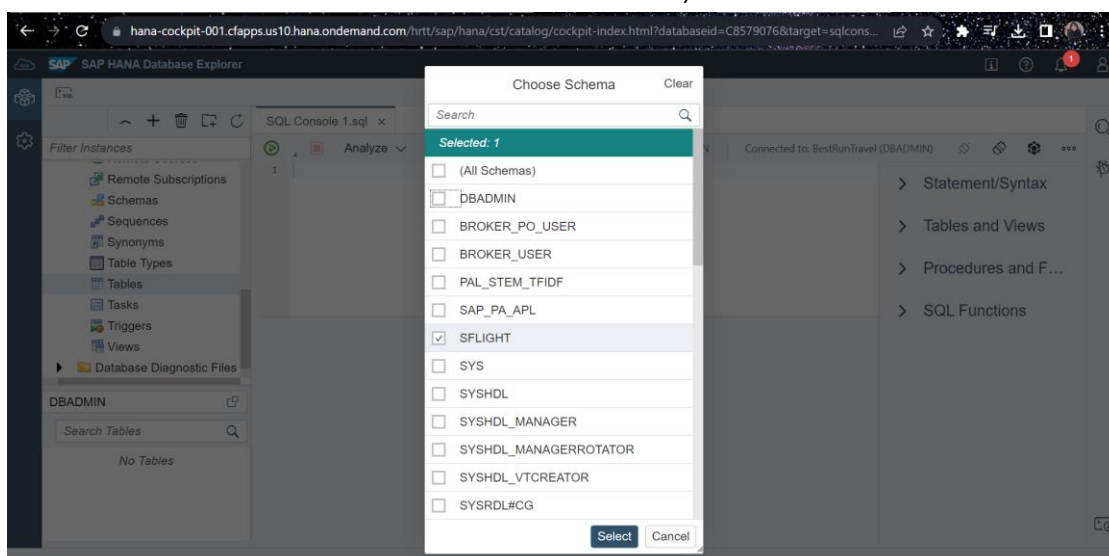 hana-cockpit-001.cfapps.us10.hana.ondemand.com/hrtt/sap/hana/cst/catalog/cockpit-index.html?databaseid=C8579076&target=sqlcons...
SAP SAP HANA Database Explorer
1
SQL Console 1.sql ×
Filter Instances
Analyze
Connected to: BestRunTravel (DBADMIN)
1
Remote Subscriptions
Schemas
Sequences
Synonyms
Table Types
Tables
Tasks
Triggers
Views
Database Diagnostic Files
DBADMIN
Search Tables
No Tables
Choose Schema Clear
Search
Selected: 1
(All Schemas)
DBADMIN
BROKER_PO_USER
BROKER_USER
PAL_STEM_TFIDF
SAP_PA_APL
SFLIGHT
SYS
SYSHDL
SYSHDL_MANAGER
SYSHDL_MANAGERROTATOR
SYSHDL_VTCREATOR
SYSRDL#CG
Select Cancel
Statement/Syntax
Tables and Views
Procedures and F...
SQL Functions